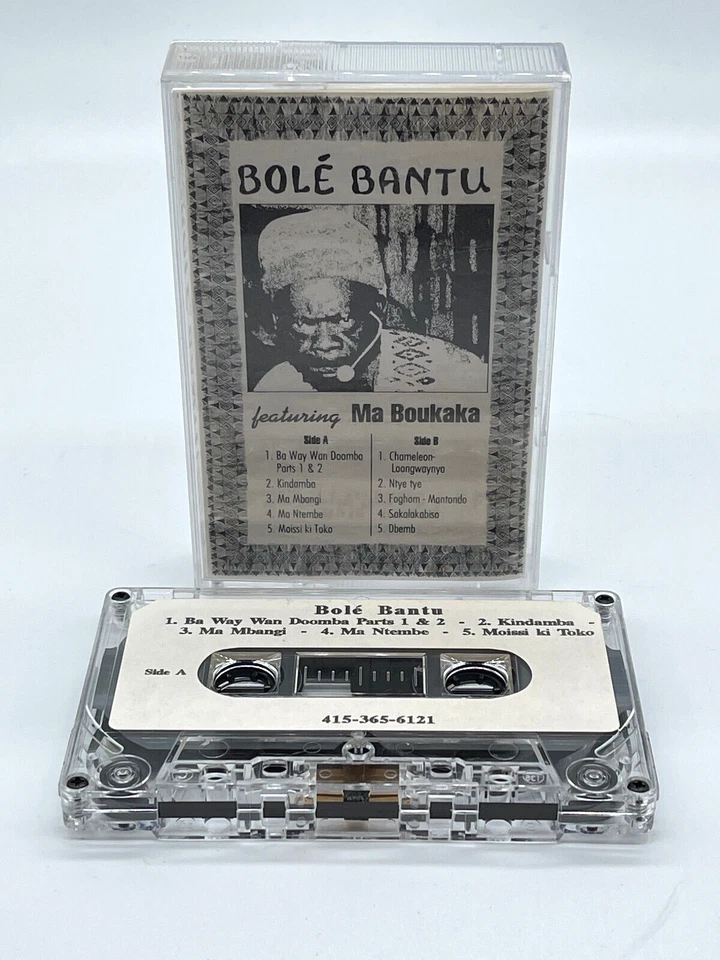 BOLÉ BANTU
featuring Ma Boukaka
Side A
1. Ba Way Wan Doomba
Parts 1 & 2
2. Kindamba
3. Ma Mbangi
4. Ma Ntembe
5. Moissi ki Toko
Side B
1. Chameleon-
Loangwaynya
2. Ntye tye
3. Foghorn - Mantondo
4. Sakalakabisa
5. Dbemb
Bolé Bantu
1. Ba Way Wan Doomba Parts 1 & 2 - 2. Kindamba -
3. Ma Mbangi - 4. Ma Ntembe - 5. Moissi ki Toko
Side A
415-365-6121